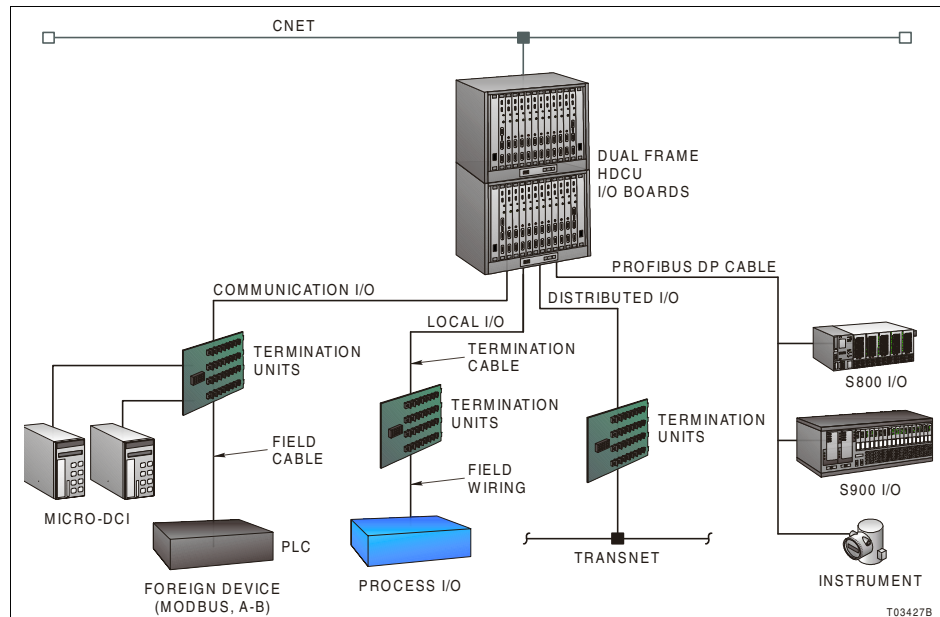 CNET
DUAL FRAME
HDCU
I/O BOARDS
PROFIBUS DP CABLE
COMMUNICATION I/O
DISTRIBUTED I/O
LOCAL I/O
TERMINATION
UNITS
TERMINATION
CABLE
S800 I/O
TERMINATION
UNITS
TERMINATION
UNITS
FIELD
CABLE
FIELD
WIRING
S900 I/O
MICRO-DCI
PLC
TRANSNET
FOREIGN DEVICE
(MODBUS, A-B)
PROCESS I/O
INSTRUMENT
T03427B